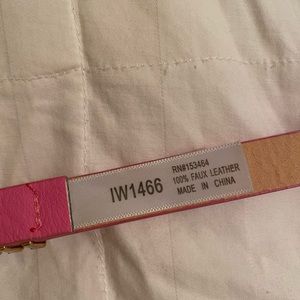 IW1466
RN#153464
100% FAUX LEATHER
MADE IN CHINA